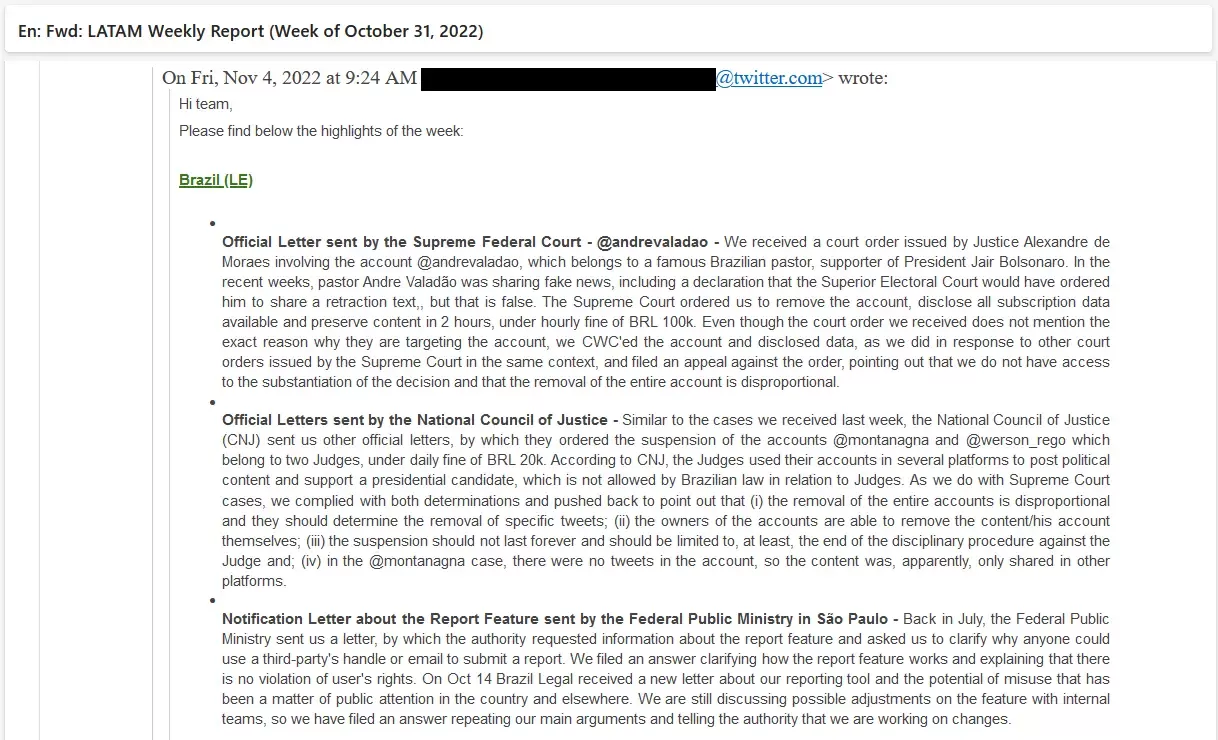 En: Fwd: LATAM Weekly Report (Week of October 31, 2022)
On Fri, Nov 4, 2022 at 9:24 AM @twitter.com> wrote:
Hi team,
Please find below the highlights of the week:
Brazil (LE)
Official Letter sent by the Supreme Federal Court - @andrevaladao - We received a court order issued by Justice Alexandre de
Moraes involving the account @andrevaladao, which belongs to a famous Brazilian pastor, supporter of President Jair Bolsonaro. In the
recent weeks, pastor Andre Valadão was sharing fake news, including a declaration that the Superior Electoral Court would have ordered
him to share a retraction text,, but that is false. The Supreme Court ordered us to remove the account, disclose all subscription data
available and preserve content in 2 hours, under hourly fine of BRL 100k. Even though the court order we received does not mention the
exact reason why they are targeting the account, we CWC'ed the account and disclosed data, as we did in response to other court
orders issued by the Supreme Court in the same context, and filed an appeal against the order, pointing out that we do not have access
to the substantiation of the decision and that the removal of the entire account is disproportional.
Official Letters sent by the National Council of Justice - Similar to the cases we received last week, the National Council of Justice
(CNJ) sent us other official letters, by which they ordered the suspension of the accounts @montanagna and @werson_rego which
belong to two Judges, under daily fine of BRL 20k. According to CNJ, the Judges used their accounts in several platforms to post political
content and support a presidential candidate, which is not allowed by Brazilian law in relation to Judges. As we do with Supreme Court
cases, we complied with both determinations and pushed back to point out that (i) the removal of the entire accounts is disproportional
and they should determine the removal of specific tweets; (ii) the owners of the accounts are able to remove the content/his account
themselves; (iii) the suspension should not last forever and should be limited to, at least, the end of the disciplinary procedure against the
Judge and; (iv) in the @montanagna case, there were no tweets in the account, so the content was, apparently, only shared in other
platforms.
Notification Letter about the Report Feature sent by the Federal Public Ministry in São Paulo - Back in July, the Federal Public
Ministry sent us a letter, by which the authority requested information about the report feature and asked us to clarify why anyone could
use a third-party's handle or email to submit a report. We filed an answer clarifying how the report feature works and explaining that there
is no violation of user's rights. On Oct 14 Brazil Legal received a new letter about our reporting tool and the potential of misuse that has
been a matter of public attention in the country and elsewhere. We are still discussing possible adjustments on the feature with internal
teams, so we have filed an answer repeating our main arguments and telling the authority that we are working on changes.